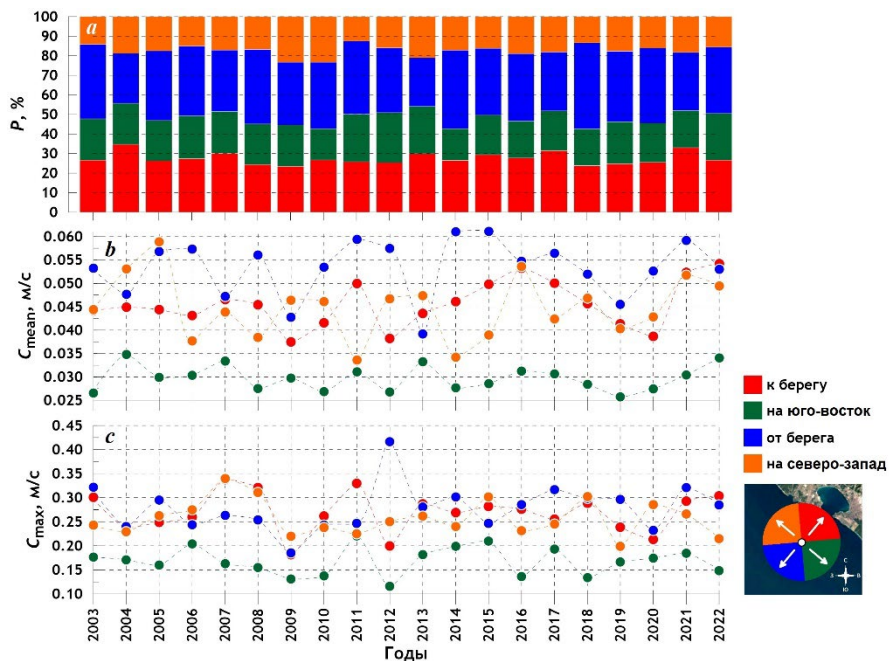 a
P, %
100
90
80
70
60
50
40
30
20
10
0
b
Cmean, м/с
0.060
0.055
0.050
0.045
0.040
0.035
0.030
0.025
c
Cmax, м/с
0.45
0.40
0.35
0.30
0.25
0.20
0.15
0.10
2003 2004 2005 2006 2007 2008 2009 2010 2011 2012 2013 2014 2015 2016 2017 2018 2019 2020 2021 2022
Годы
к берегу
на юго-восток
от берега
на северо-запад
С
З В
Ю